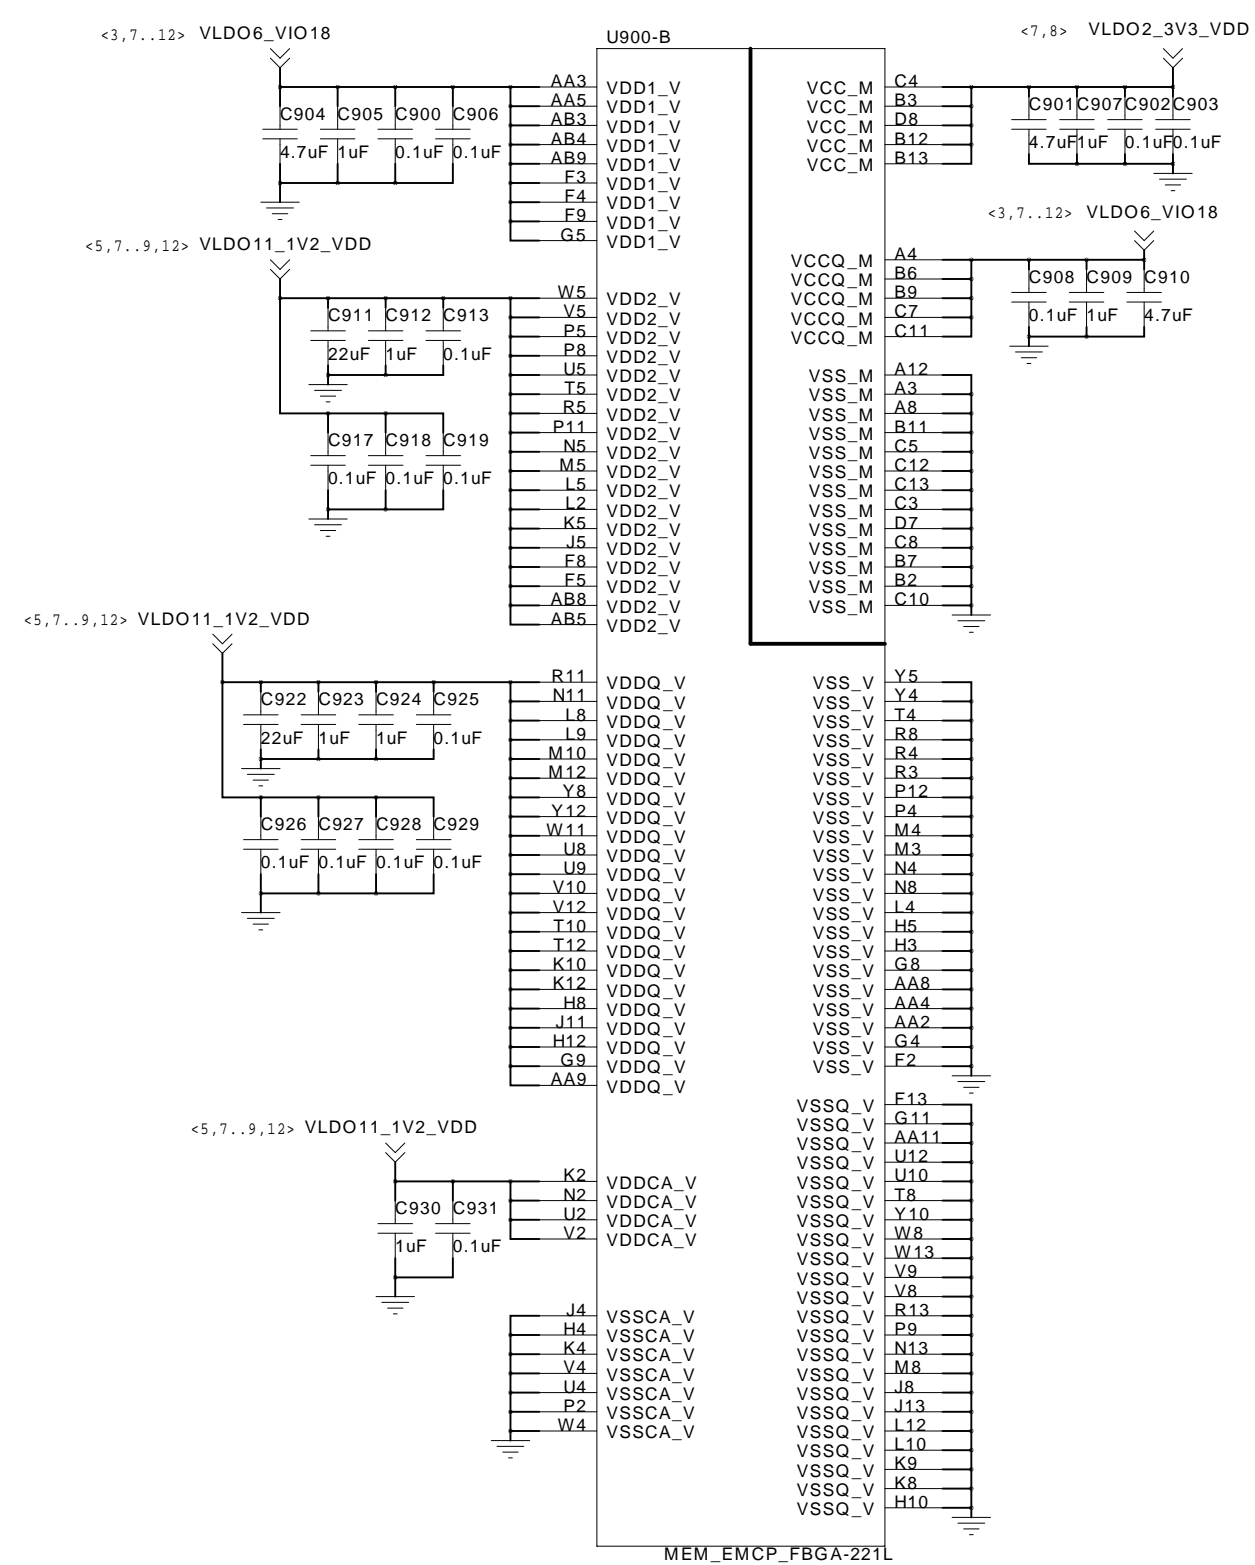 <3,7..12> VLDO6_VIO18
U900-B
<7,8> VLDO2_3V3_VDD
C904 C905 C900 C906
4.7uF 1uF 0.1uF 0.1uF
AA3 VDD1_V
AA5 VDD1_V
AB3 VDD1_V
AB4 VDD1_V
AB9 VDD1_V
F3 VDD1_V
F4 VDD1_V
F9 VDD1_V
G5 VDD1_V
VCC_M C4
VCC_M B3
VCC_M D8
VCC_M B12
VCC_M B13
C901 C907 C902 C903
4.7uF 1uF 0.1uF 0.1uF
<3,7..12> VLDO6_VIO18
VCCQ_M A4
VCCQ_M B6
VCCQ_M B9
VCCQ_M C7
VCCQ_M C11
C908 C909 C910
0.1uF 1uF 4.7uF
<5,7..9,12> VLDO11_1V2_VDD
C911 C912 C913
22uF 1uF 0.1uF
C917 C918 C919
0.1uF 0.1uF 0.1uF
W5 VDD2_V
V5 VDD2_V
P5 VDD2_V
P8 VDD2_V
U5 VDD2_V
T5 VDD2_V
R5 VDD2_V
P11 VDD2_V
N5 VDD2_V
M5 VDD2_V
L5 VDD2_V
L2 VDD2_V
K5 VDD2_V
J5 VDD2_V
F8 VDD2_V
F5 VDD2_V
AB8 VDD2_V
AB5 VDD2_V
VSS_M A12
VSS_M A3
VSS_M A8
VSS_M B11
VSS_M C5
VSS_M C12
VSS_M C13
VSS_M C3
VSS_M D7
VSS_M C8
VSS_M B7
VSS_M B2
VSS_M C10
<5,7..9,12> VLDO11_1V2_VDD
C922 C923 C924 C925
22uF 1uF 1uF 0.1uF
C926 C927 C928 C929
0.1uF 0.1uF 0.1uF 0.1uF
R11 VDDQ_V
N11 VDDQ_V
L8 VDDQ_V
L9 VDDQ_V
M10 VDDQ_V
M12 VDDQ_V
Y8 VDDQ_V
Y12 VDDQ_V
W11 VDDQ_V
U8 VDDQ_V
U9 VDDQ_V
V10 VDDQ_V
V12 VDDQ_V
T10 VDDQ_V
T12 VDDQ_V
K10 VDDQ_V
K12 VDDQ_V
H8 VDDQ_V
J11 VDDQ_V
H12 VDDQ_V
G9 VDDQ_V
AA9 VDDQ_V
VSS_V Y5
VSS_V Y4
VSS_V T4
VSS_V R8
VSS_V R4
VSS_V R3
VSS_V P12
VSS_V P4
VSS_V M4
VSS_V M3
VSS_V N4
VSS_V N8
VSS_V L4
VSS_V H5
VSS_V H3
VSS_V G8
VSS_V AA8
VSS_V AA4
VSS_V AA2
VSS_V G4
VSS_V F2
<5,7..9,12> VLDO11_1V2_VDD
C930 C931
1uF 0.1uF
K2 VDDCA_V
N2 VDDCA_V
U2 VDDCA_V
V2 VDDCA_V
J4 VSSCA_V
H4 VSSCA_V
K4 VSSCA_V
V4 VSSCA_V
U4 VSSCA_V
P2 VSSCA_V
W4 VSSCA_V
VSSQ_V F13
VSSQ_V G11
VSSQ_V AA11
VSSQ_V U12
VSSQ_V U10
VSSQ_V T8
VSSQ_V Y10
VSSQ_V W8
VSSQ_V W13
VSSQ_V V9
VSSQ_V V8
VSSQ_V R13
VSSQ_V P9
VSSQ_V N13
VSSQ_V M8
VSSQ_V J8
VSSQ_V J13
VSSQ_V L12
VSSQ_V L10
VSSQ_V K9
VSSQ_V K8
VSSQ_V H10
MEM_EMCP_FBGA-221L